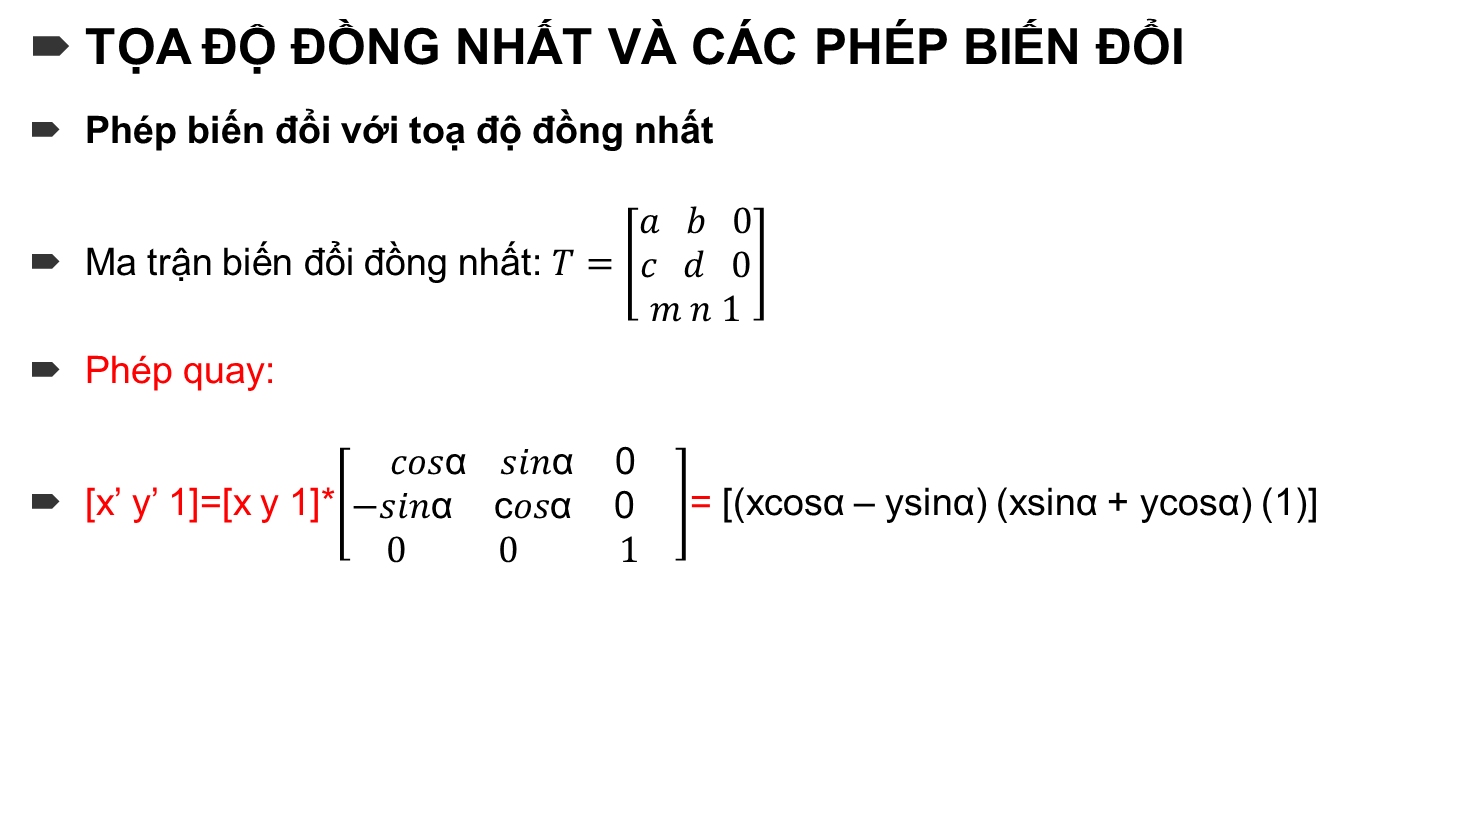 TỌA ĐỘ ĐỒNG NHẤT VÀ CÁC PHÉP BIẾN ĐỔI
Phép biến đổi với toạ độ đồng nhất
Ma trận biến đổi đồng nhất: T = [a b 0
c d 0
m n 1]
Phép quay:
[x’ y’ 1]=[x y 1]*[cosα sinα 0
−sinα cosα 0
0 0 1]= [(xcosα – ysinα) (xsinα + ycosα) (1)]